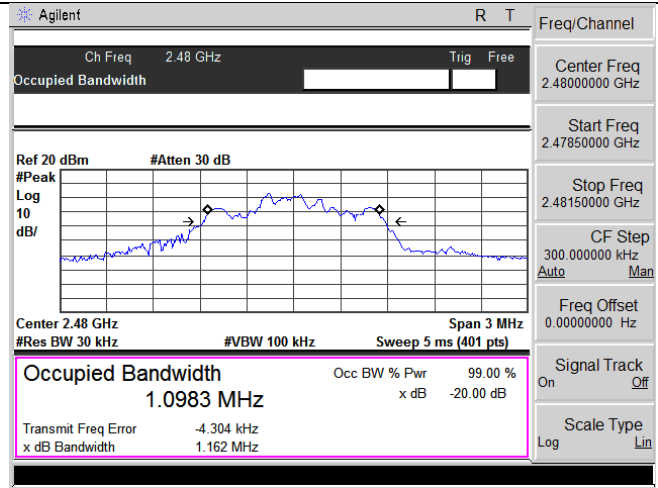 Agilent R T
Ch Freq 2.48 GHz Trig Free
Occupied Bandwidth
Ref 20 dBm #Atten 30 dB
#Peak
Log
10
dB/
Center 2.48 GHz Span 3 MHz
#Res BW 30 kHz #VBW 100 kHz Sweep 5 ms (401 pts)
Occupied Bandwidth Occ BW % Pwr 99.00 %
1.0983 MHz x dB -20.00 dB
Transmit Freq Error -4.304 kHz
x dB Bandwidth 1.162 MHz
Freq/Channel
Center Freq
2.48000000 GHz
Start Freq
2.47850000 GHz
Stop Freq
2.48150000 GHz
CF Step
300.000000 kHz
Auto Man
Freq Offset
0.00000000 Hz
Signal Track
On Off
Scale Type
Log Lin